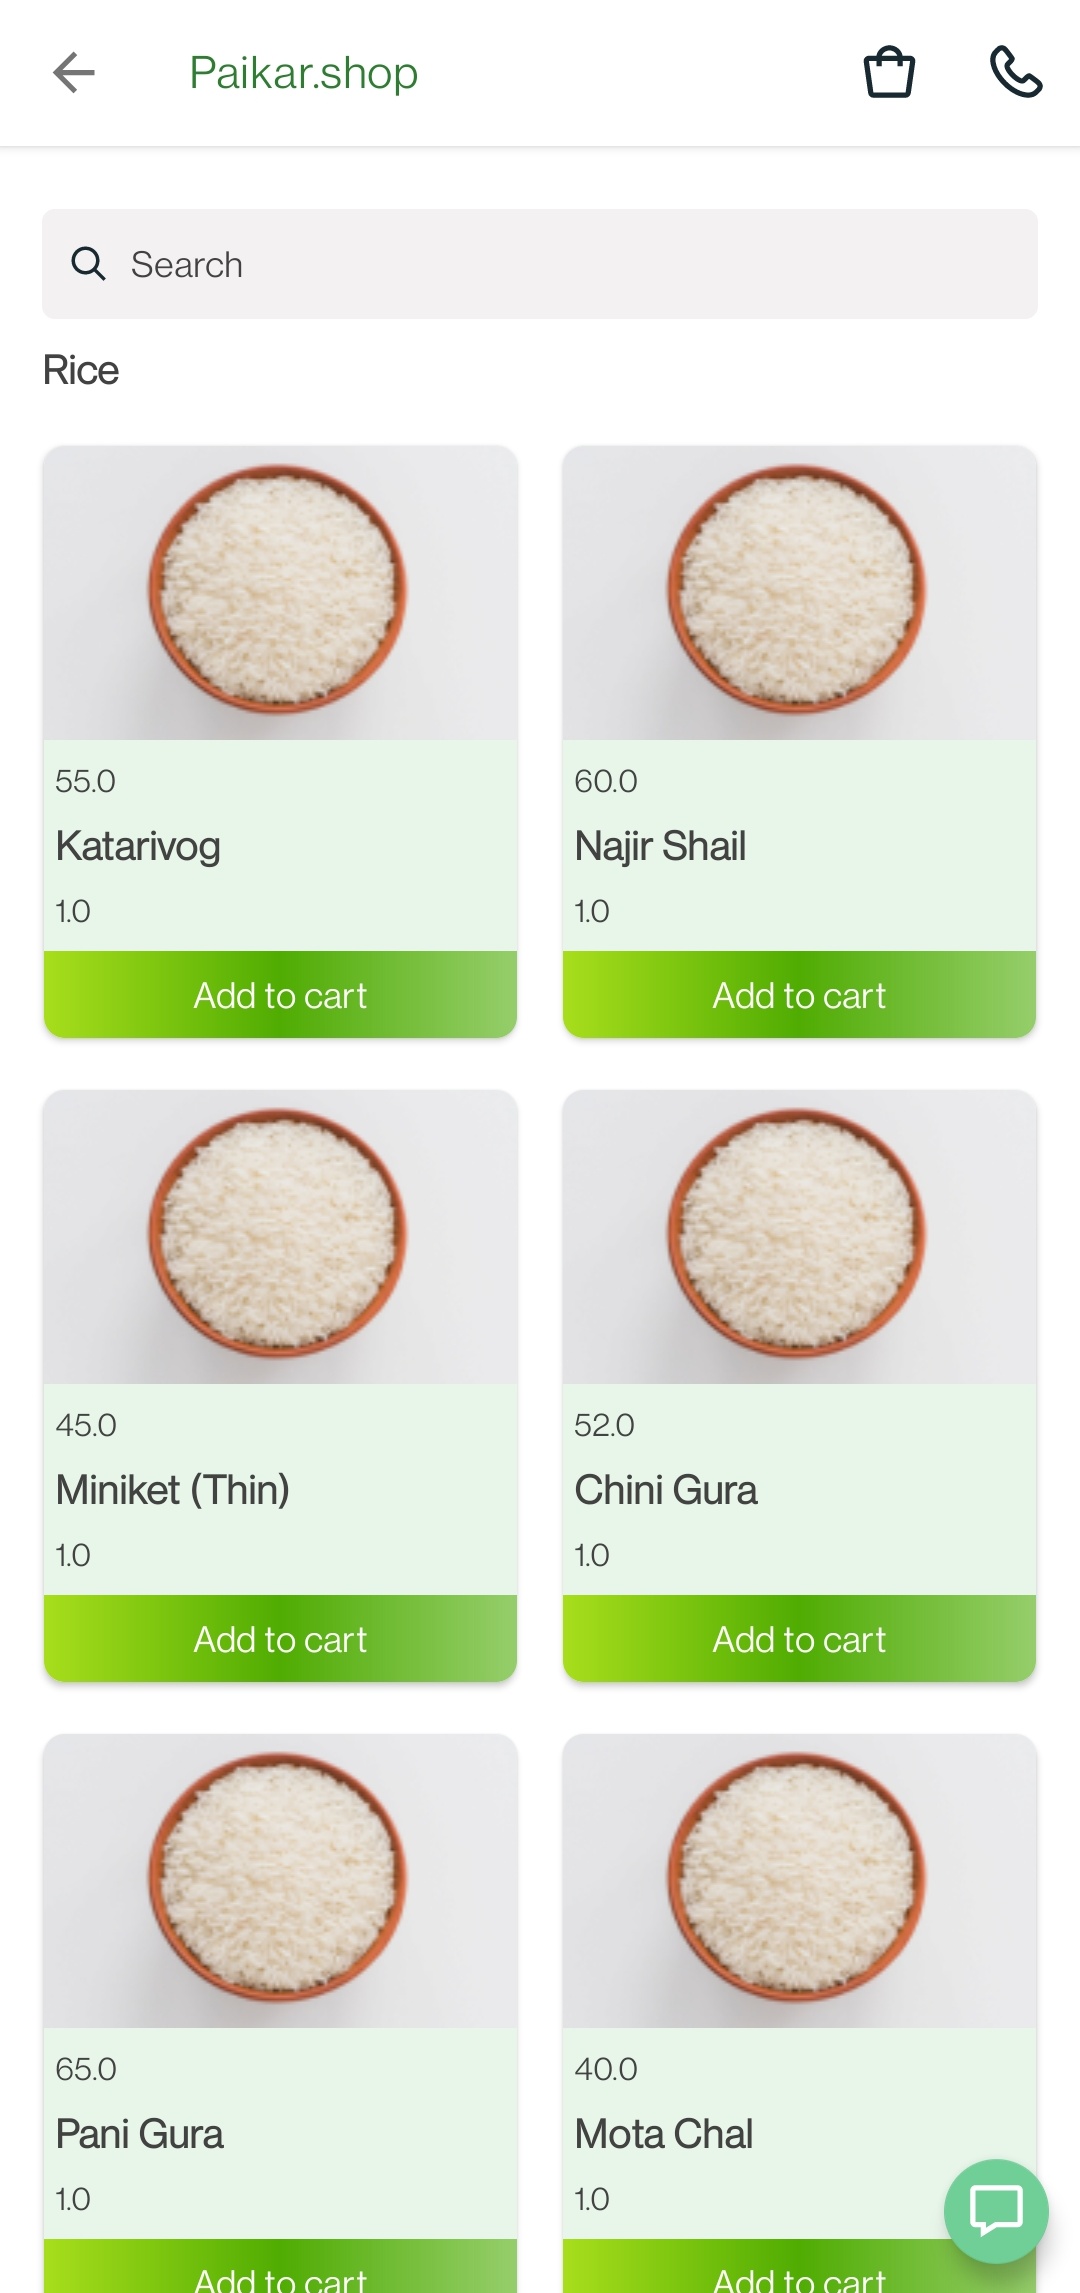 Paikar.shop
Search
Rice
55.0
Katarivog
1.0
Add to cart
60.0
Najir Shail
1.0
Add to cart
45.0
Miniket (Thin)
1.0
Add to cart
52.0
Chini Gura
1.0
Add to cart
65.0
Pani Gura
1.0
Add to cart
40.0
Mota Chal
1.0
Add to cart